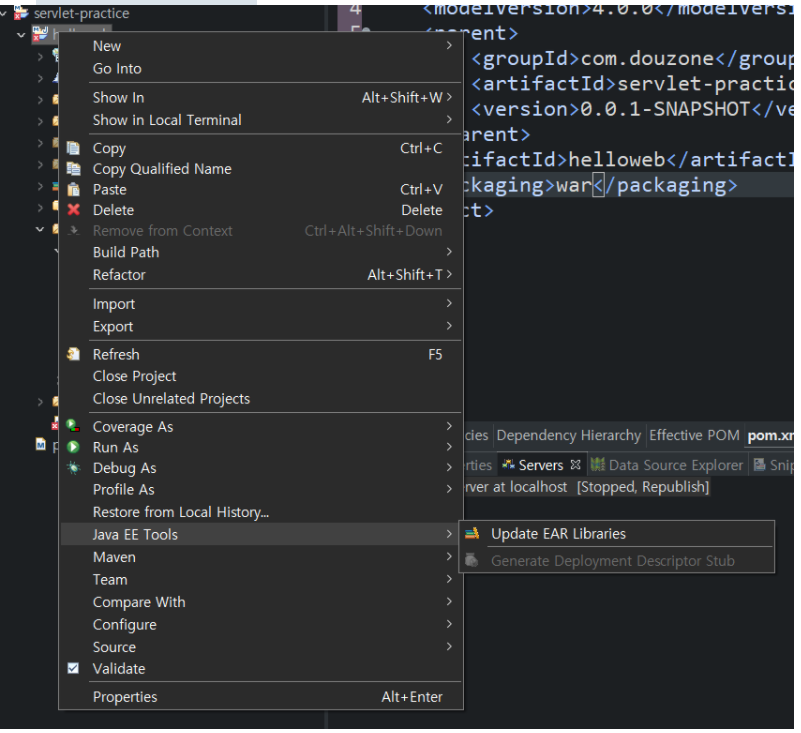 servlet-practice
4 <modelVersion>4.0.0</modelVersi
New
Go Into
<groupId>com.douzone</group
<artifactId>servlet-practic
Show In Alt+Shift+W
<version>0.0.1-SNAPSHOT</ve
Show in Local Terminal
arent>
Copy Ctrl+C
tifactId>helloweb</artifactI
Copy Qualified Name
Paste Ctrl+V
ckaging>war</packaging>
Delete Delete
ct>
Remove from Context Ctrl+Alt+Shift+Down
Build Path
Refactor Alt+Shift+T
Import
Export
Refresh F5
Close Project
Close Unrelated Projects
Coverage As
cies Dependency Hierarchy Effective POM pom.xm
Run As
Debug As
rties Servers Data Source Explorer Snip
Profile As
rver at localhost [Stopped, Republish]
Restore from Local History...
Java EE Tools
Update EAR Libraries
Maven
Generate Deployment Descriptor Stub
Team
Compare With
Configure
Source
Validate
Properties Alt+Enter